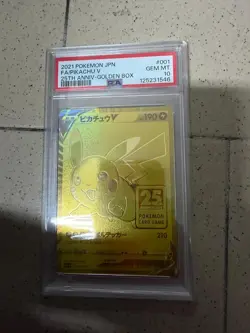 2021 POKEMON JPN #001
F.A/PIKACHU V GEM MT
25TH ANNIV-GOLDEN BOX 10
PSA 125231546
ピカチュウV 190
25
POKÉMON
CARD GAME